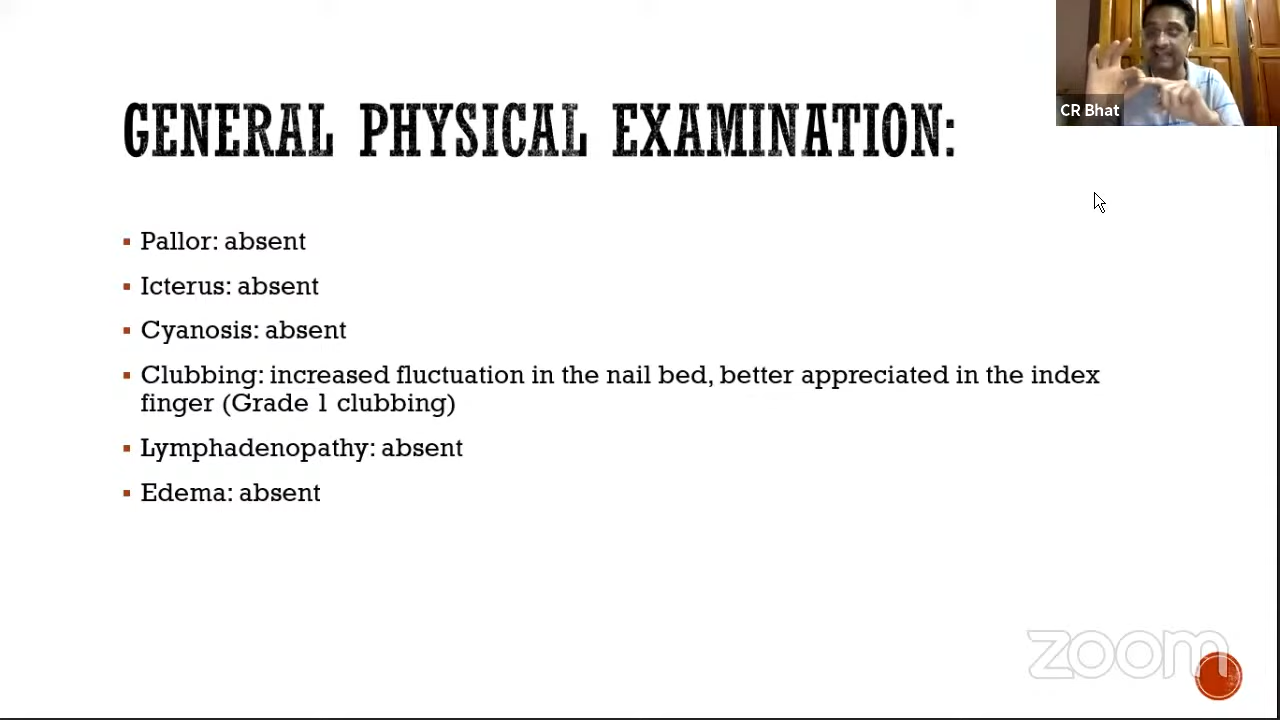 CR Bhat
GENERAL PHYSICAL EXAMINATION:
▪ Pallor: absent
▪ Icterus: absent
▪ Cyanosis: absent
▪ Clubbing: increased fluctuation in the nail bed, better appreciated in the index
finger (Grade 1 clubbing)
▪ Lymphadenopathy: absent
▪ Edema: absent
zoom